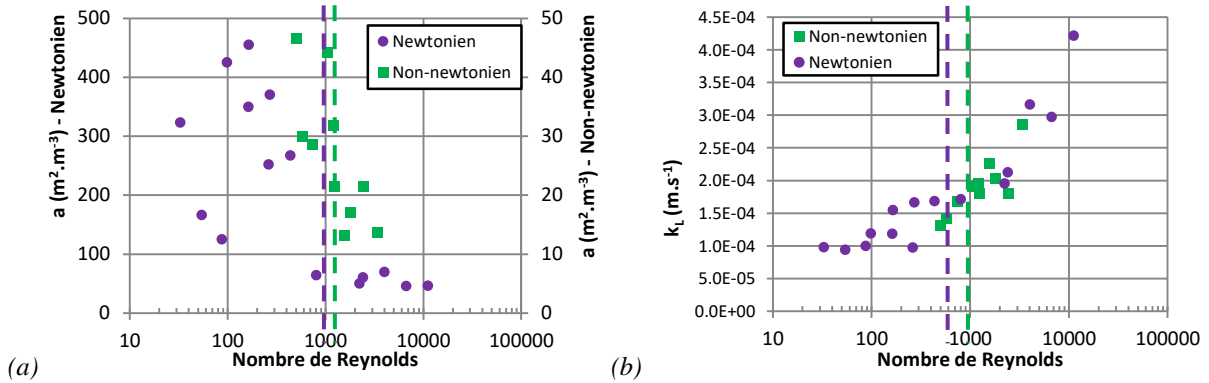 500
400
300
200
100
0
a (m².m⁻³) - Newtonien
50
40
30
20
10
0
a (m².m⁻³) - Non-newtonien
Newtonien
Non-newtonien
10 100 1000 10000 100000
Nombre de Reynolds
(a)
4.5E-04
4.0E-04
3.5E-04
3.0E-04
2.5E-04
2.0E-04
1.5E-04
1.0E-04
5.0E-05
0.0E+00
k_L (m.s⁻¹)
Non-newtonien
Newtonien
10 100 1000 10000 100000
Nombre de Reynolds
(b)